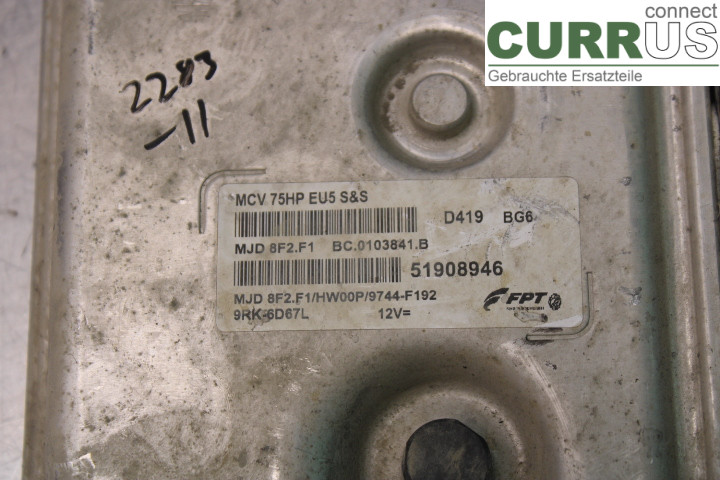 connect
CURRUS
Gebrauchte Ersatzteile
2283
-11
MCV 75HP EU5 S&S
D419 BG6
MJD 8F2.F1 BC.0103841.B
51908946
MJD 8F2.F1/HW00P/9744-F192
9RK-6D67L 12V=
FPT